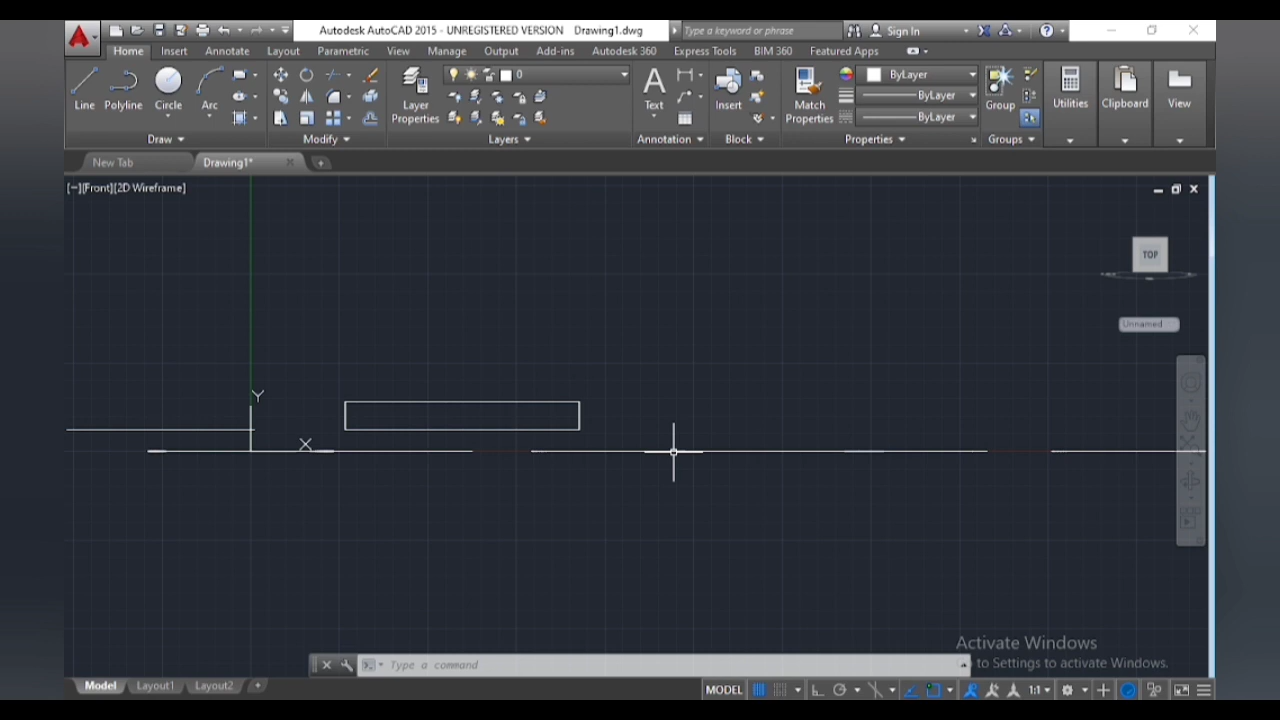 Autodesk AutoCAD 2015 - UNREGISTERED VERSION Drawing1.dwg Type a keyword or phrase Sign In
Home Insert Annotate Layout Parametric View Manage Output Add-ins Autodesk 360 Express Tools BIM 360 Featured Apps
0 ByLayer
ByLayer
ByLayer
Line Polyline Circle Arc Layer Properties Text Insert Match Properties Group Utilities Clipboard View
Draw Modify Layers Annotation Block Properties Groups
New Tab Drawing1*
[−][Front][2D Wireframe]
TOP
Unnamed
Y
X
Activate Windows
to Settings to activate Windows.
Type a command
Model Layout1 Layout2 +
MODEL 1:1